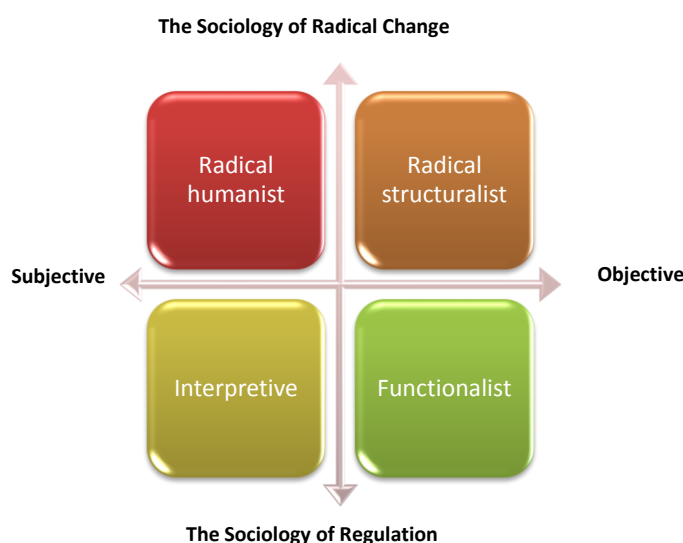 The Sociology of Radical Change
Radical
humanist
Radical
structuralist
Subjective
Objective
Interpretive
Functionalist
The Sociology of Regulation